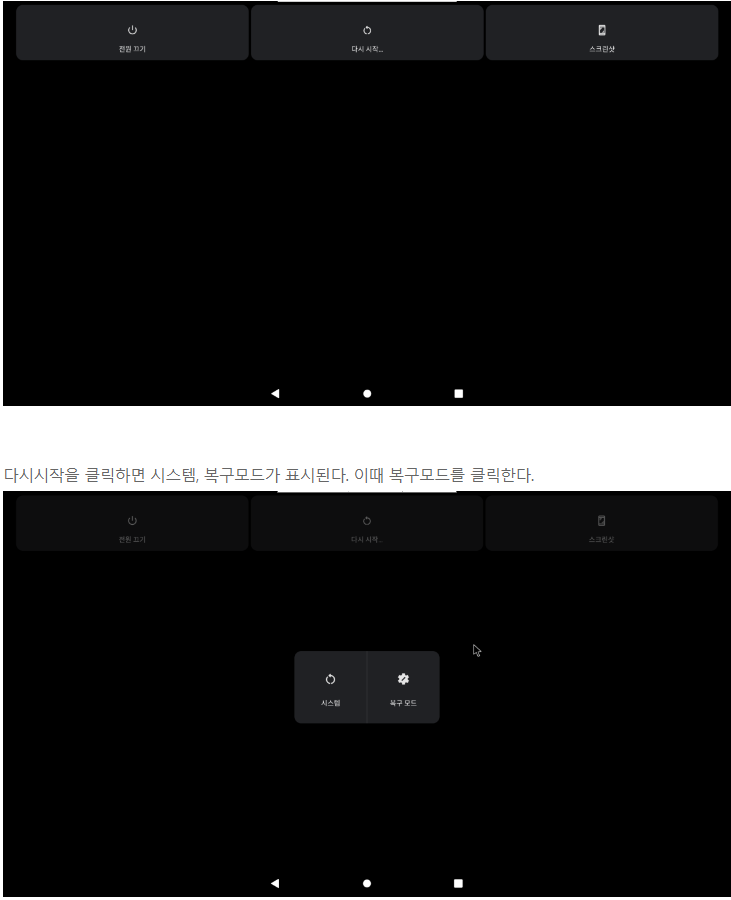 전원 끄기
다시 시작...
스크린샷
다시시작을 클릭하면 시스템, 복구모드가 표시된다. 이때 복구모드를 클릭한다.
전원 끄기
다시 시작...
스크린샷
시스템
복구 모드